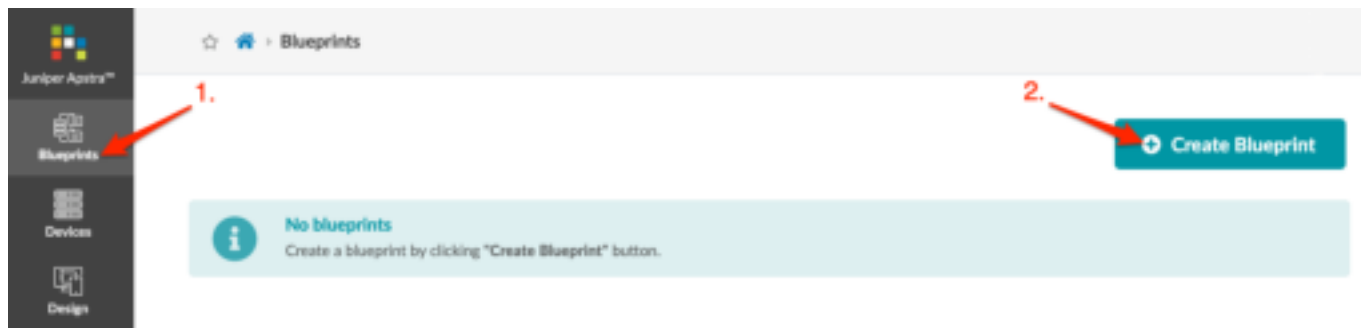 Juniper Apstra™
Blueprints
Devices
Design
Blueprints
1.
2.
Create Blueprint
No blueprints
Create a blueprint by clicking "Create Blueprint" button.